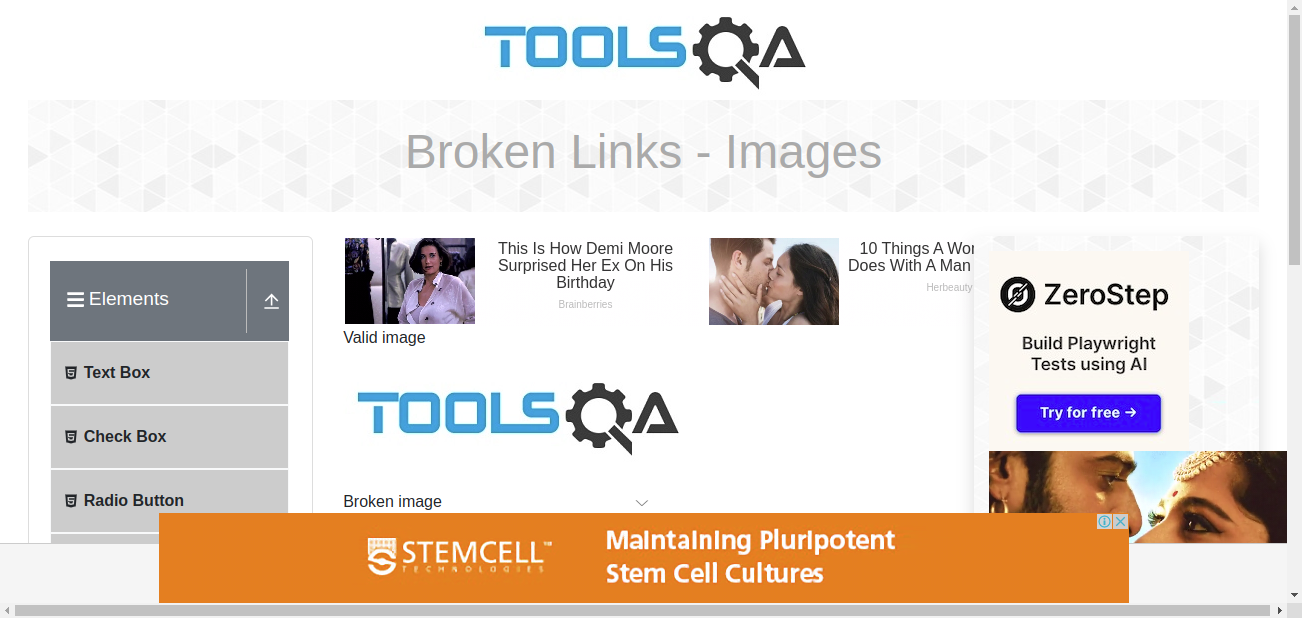 TOOLSQA
Broken Links - Images
Elements
Text Box
Check Box
Radio Button
This Is How Demi Moore
Surprised Her Ex On His
Birthday
Brainberries
10 Things A
Does With A Man
Herbeauty
Valid image
TOOLSQA
Broken image
ZeroStep
Build Playwright
Tests using AI
Try for free →
STEMCELL™
TECHNOLOGIES
Maintaining Pluripotent
Stem Cell Cultures